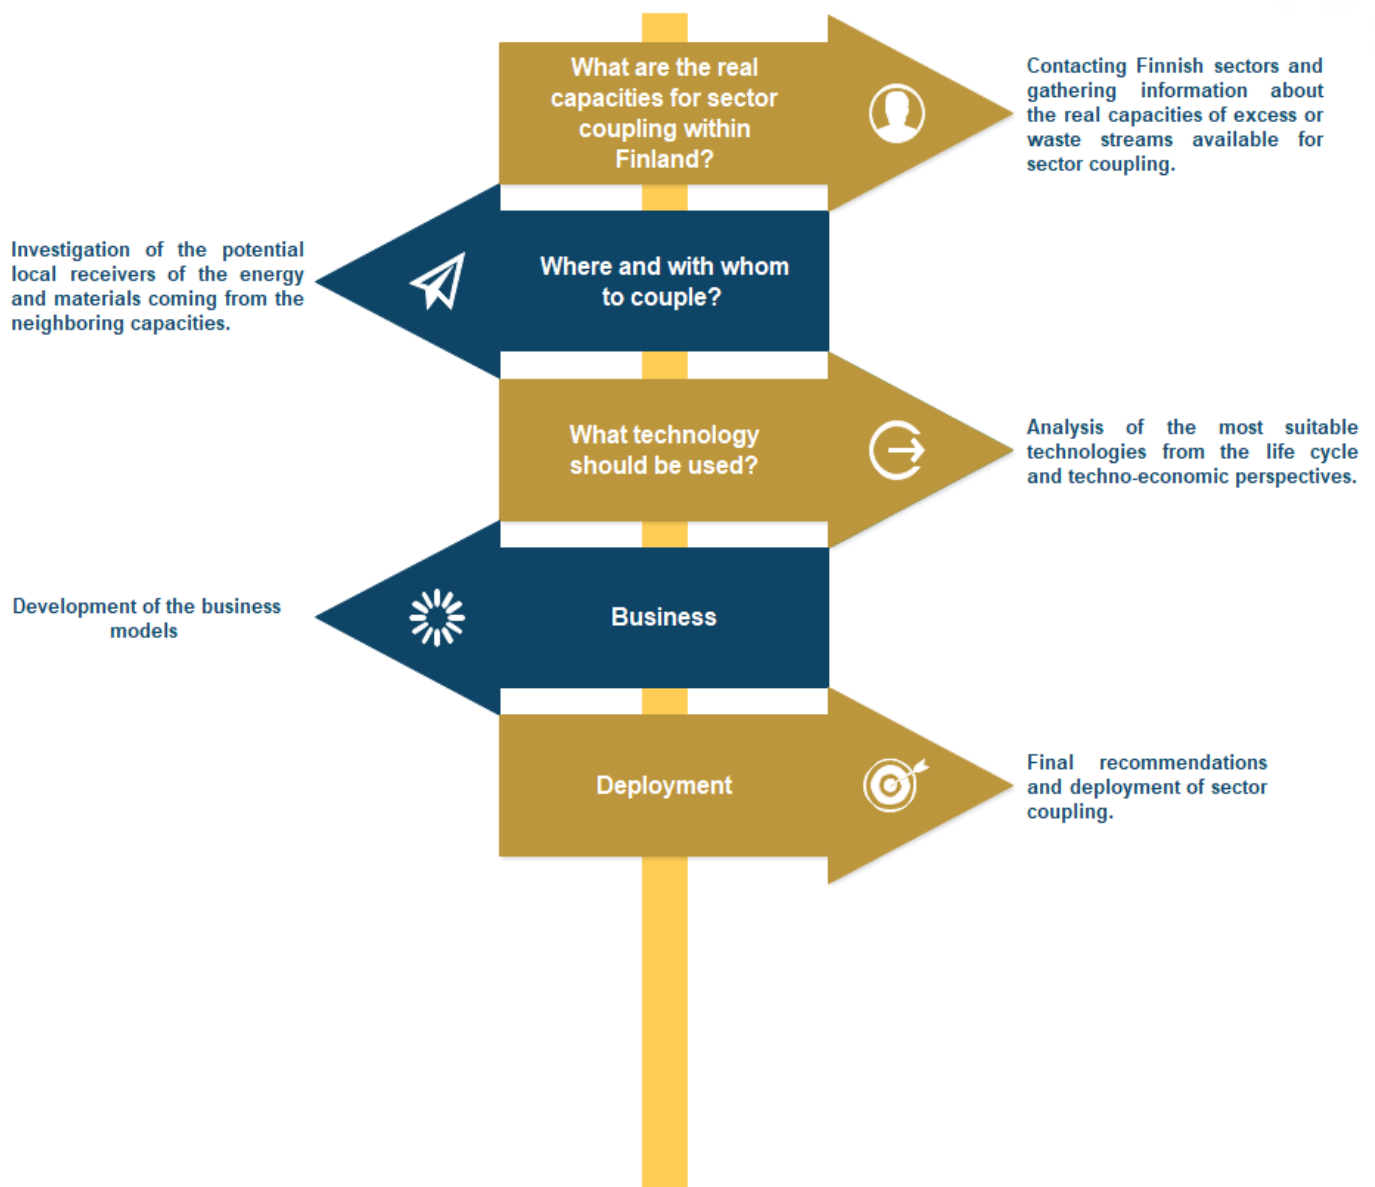 What are the real
capacities for sector
coupling within
Finland?
Contacting Finnish sectors and
gathering information about
the real capacities of excess or
waste streams available for
sector coupling.
Investigation of the potential
local receivers of the energy
and materials coming from the
neighboring capacities.
Where and with whom
to couple?
What technology
should be used?
Analysis of the most suitable
technologies from the life cycle
and techno-economic perspectives.
Development of the business
models
Business
Deployment
Final recommendations
and deployment of sector
coupling.